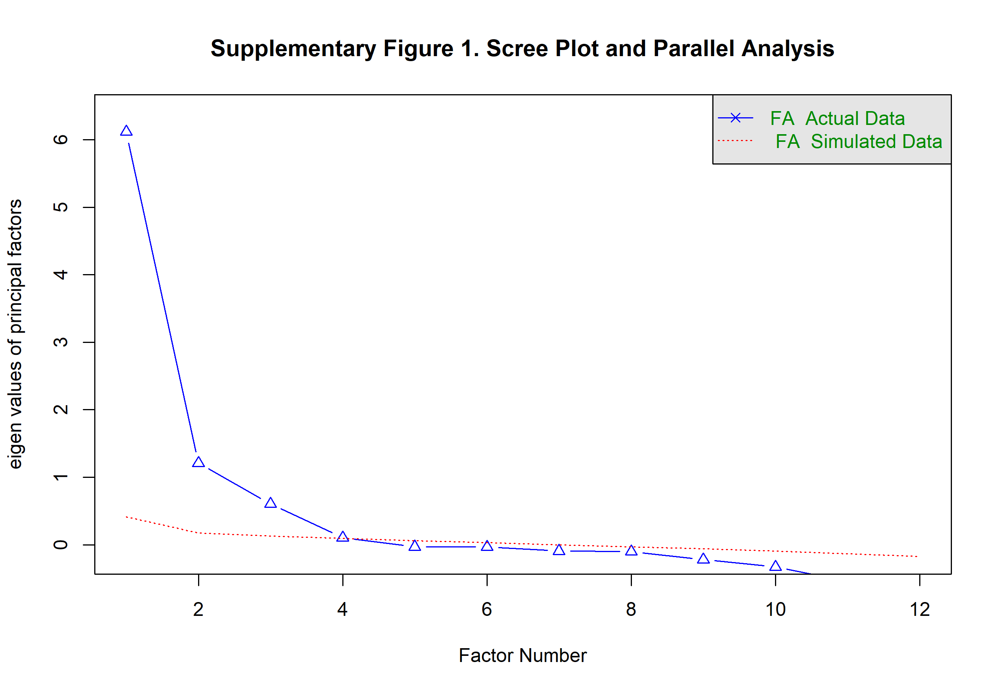 Supplementary Figure 1. Scree Plot and Parallel Analysis
FA  Actual Data
FA  Simulated Data
eigen values of principal factors
6
5
4
3
2
1
0
2 4 6 8 10 12
Factor Number